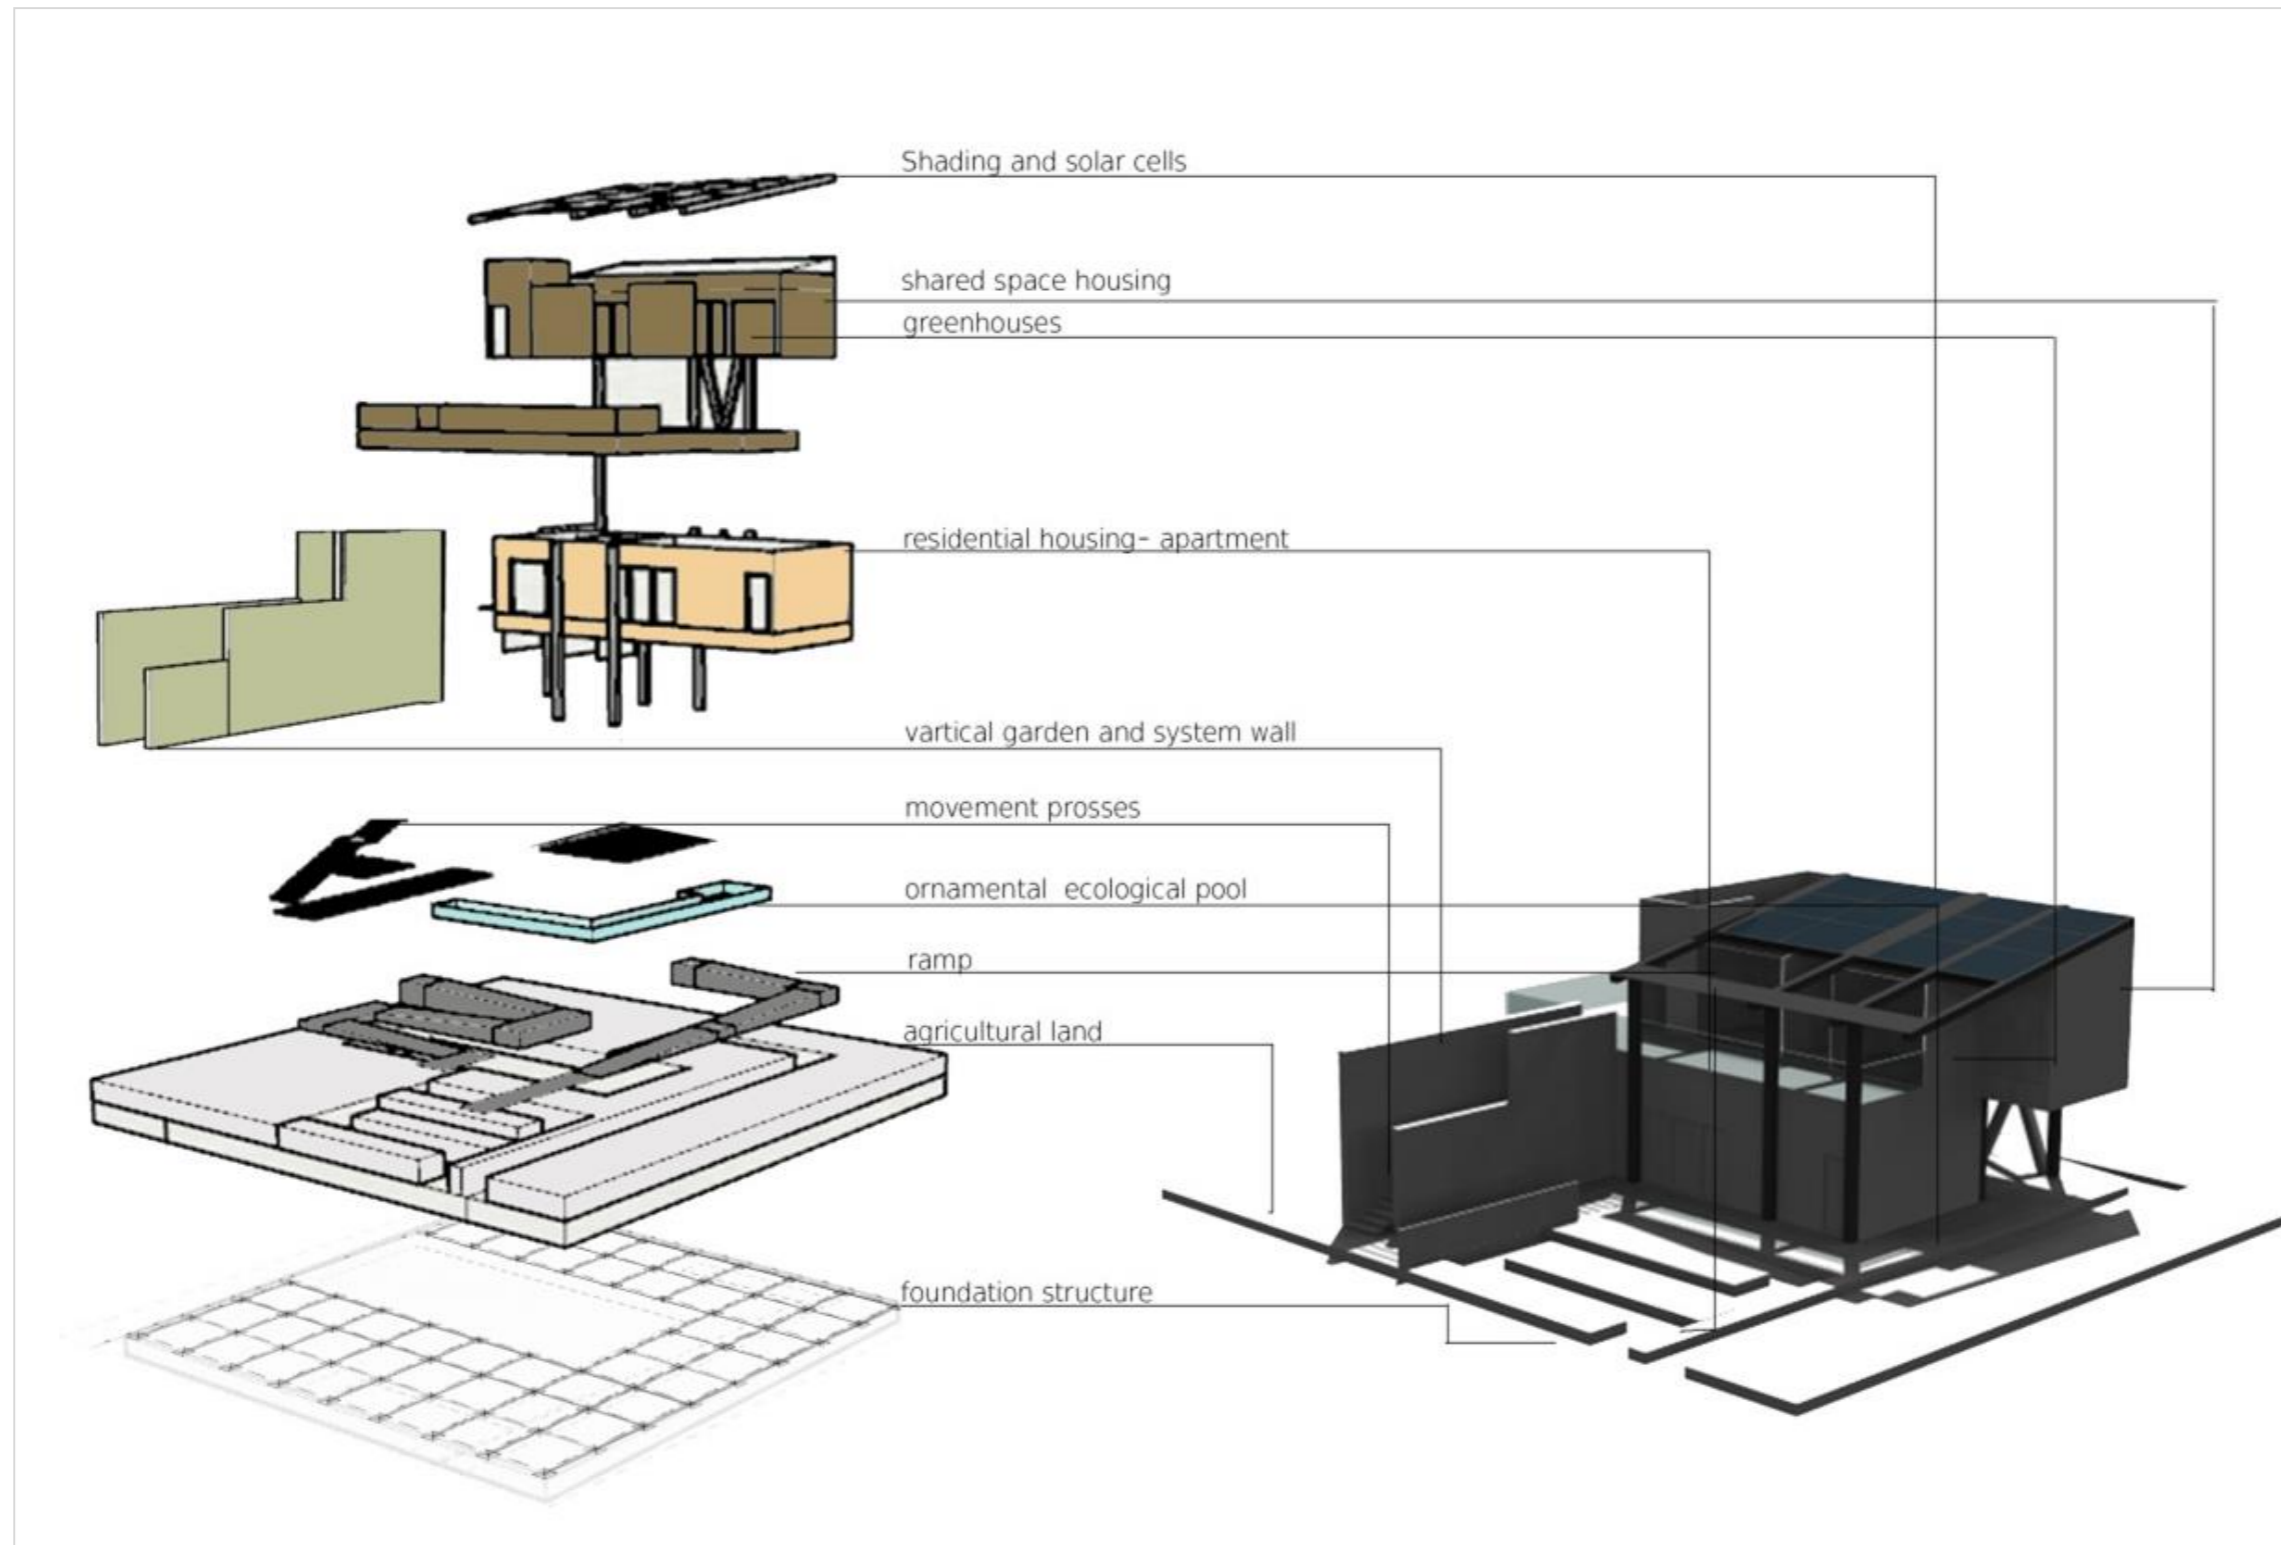 Shading and solar cells
shared space housing
greenhouses
residential housing- apartment
vartical garden and system wall
movement prosses
ornamental ecological pool
ramp
agricultural land
foundation structure